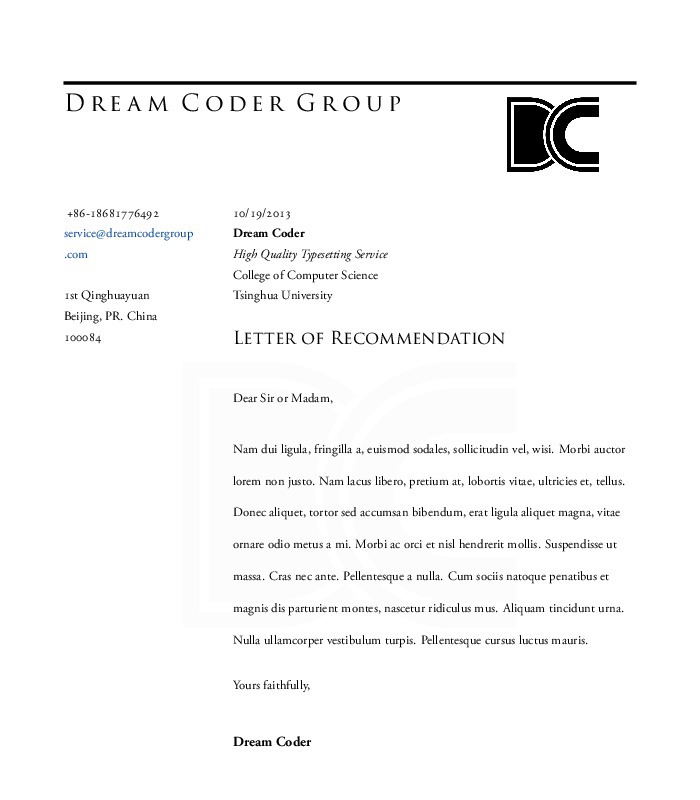 DREAM CODER GROUP
DC
+86-18681776492
service@dreamcodergroup
.com
1st Qinghuayuan
Beijing, PR. China
100084
10/19/2013
Dream Coder
High Quality Typesetting Service
College of Computer Science
Tsinghua University
LETTER OF RECOMMENDATION
Dear Sir or Madam,
Nam dui ligula, fringilla a, euismod sodales, sollicitudin vel, wisi. Morbi auctor
lorem non justo. Nam lacus libero, pretium at, lobortis vitae, ultricies et, tellus.
Donec aliquet, tortor sed accumsan bibendum, erat ligula aliquet magna, vitae
ornare odio metus a mi. Morbi ac orci et nisl hendrerit mollis. Suspendisse ut
massa. Cras nec ante. Pellentesque a nulla. Cum sociis natoque penatibus et
magnis dis parturient montes, nascetur ridiculus mus. Aliquam tincidunt urna.
Nulla ullamcorper vestibulum turpis. Pellentesque cursus luctus mauris.
Yours faithfully,
Dream Coder